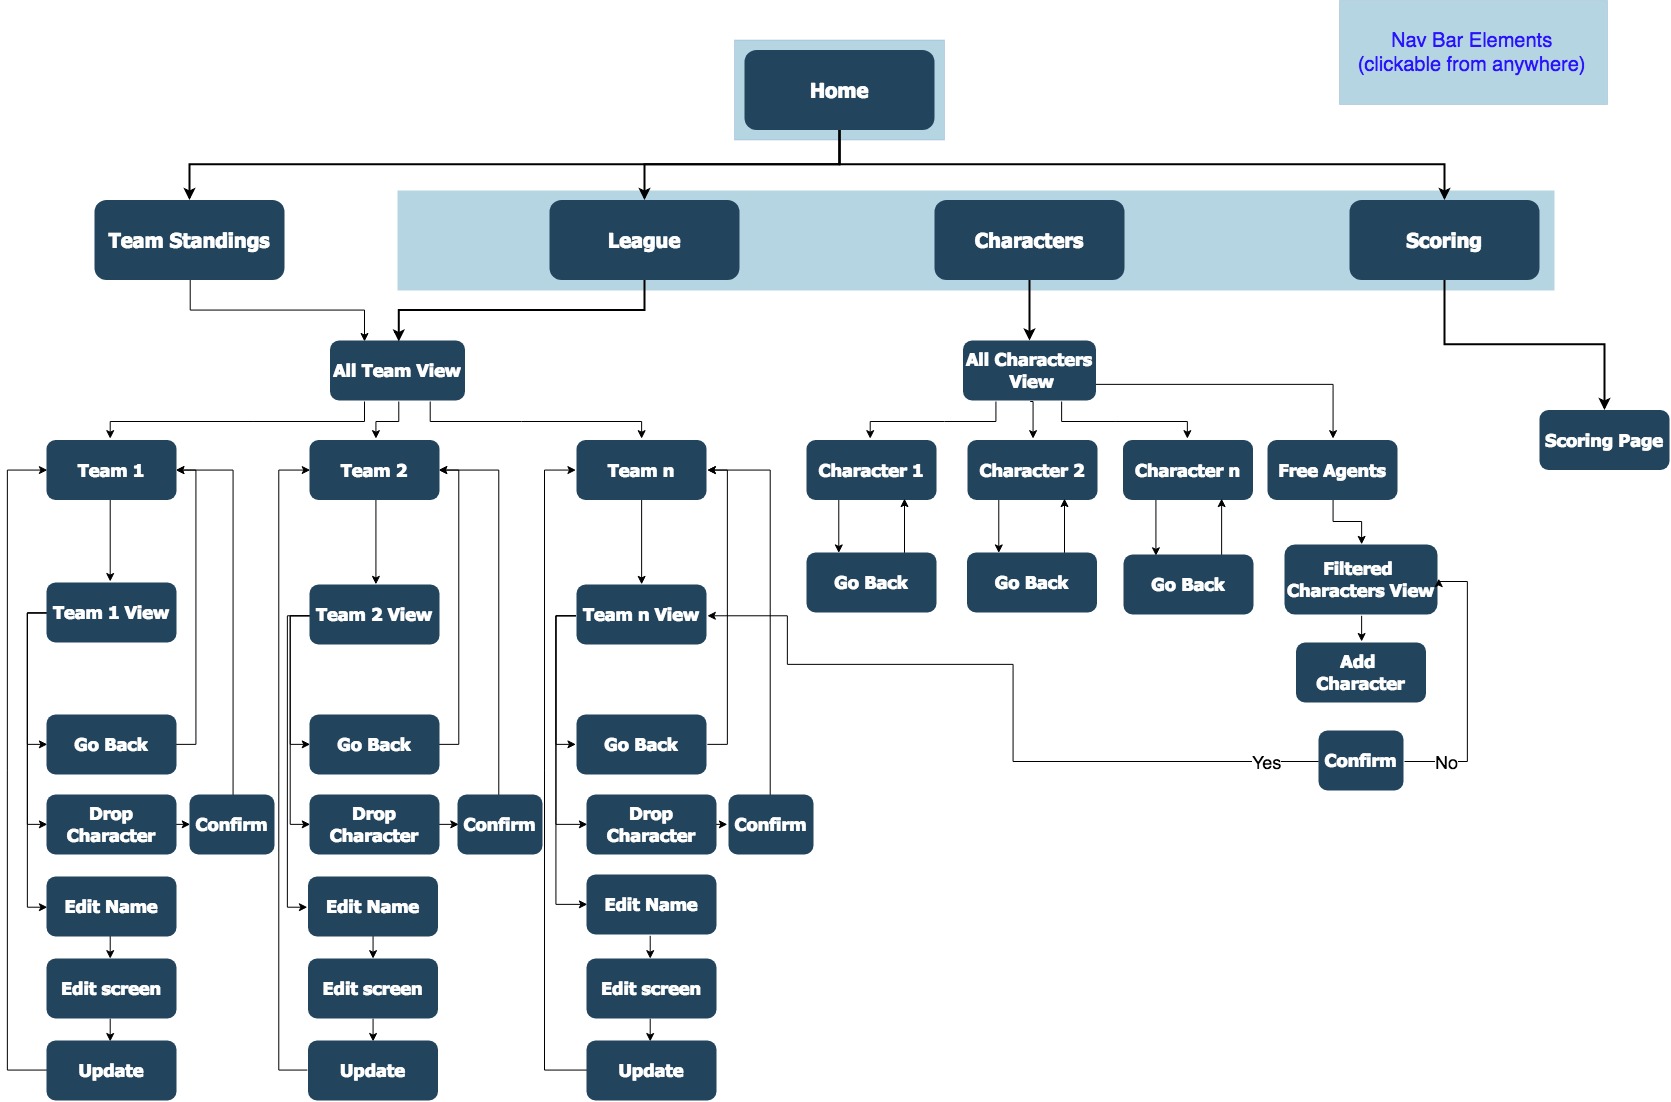 Nav Bar Elements
(clickable from anywhere)
Home
Team Standings
League
Characters
Scoring
All Team View
All Characters
View
Scoring Page
Team 1
Team 2
Team n
Character 1
Character 2
Character n
Free Agents
Go Back
Go Back
Go Back
Filtered
Characters View
Team 1 View
Team 2 View
Team n View
Add
Character
Go Back
Go Back
Go Back
Yes
Confirm
No
Drop
Character
Confirm
Drop
Character
Confirm
Drop
Character
Confirm
Edit Name
Edit Name
Edit Name
Edit screen
Edit screen
Edit screen
Update
Update
Update